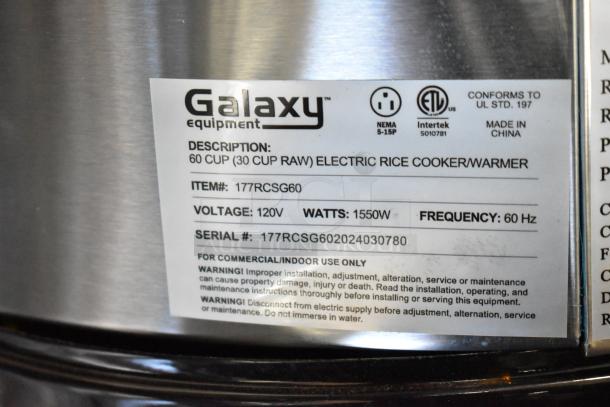 Galaxy™
equipment
NEMA
5-15P
ETL US
Intertek
5010781
CONFORMS TO
UL STD. 197
MADE IN
CHINA
DESCRIPTION:
60 CUP (30 CUP RAW) ELECTRIC RICE COOKER/WARMER
ITEM#: 177RCSG60
VOLTAGE: 120V WATTS: 1550W FREQUENCY: 60 Hz
SERIAL #: 177RCSG602024030780
FOR COMMERCIAL/INDOOR USE ONLY
WARNING! Improper installation, adjustment, alteration, service or maintenance
can cause property damage, injury or death. Read the installation, operating, and
maintenance instructions thoroughly before installing or serving this equipment.
WARNING! Disconnect from electric supply before adjustment, alternation, service
or maintenance. Do not immerse in water.
M
R
R
P
P
C
C
F
C
D
R